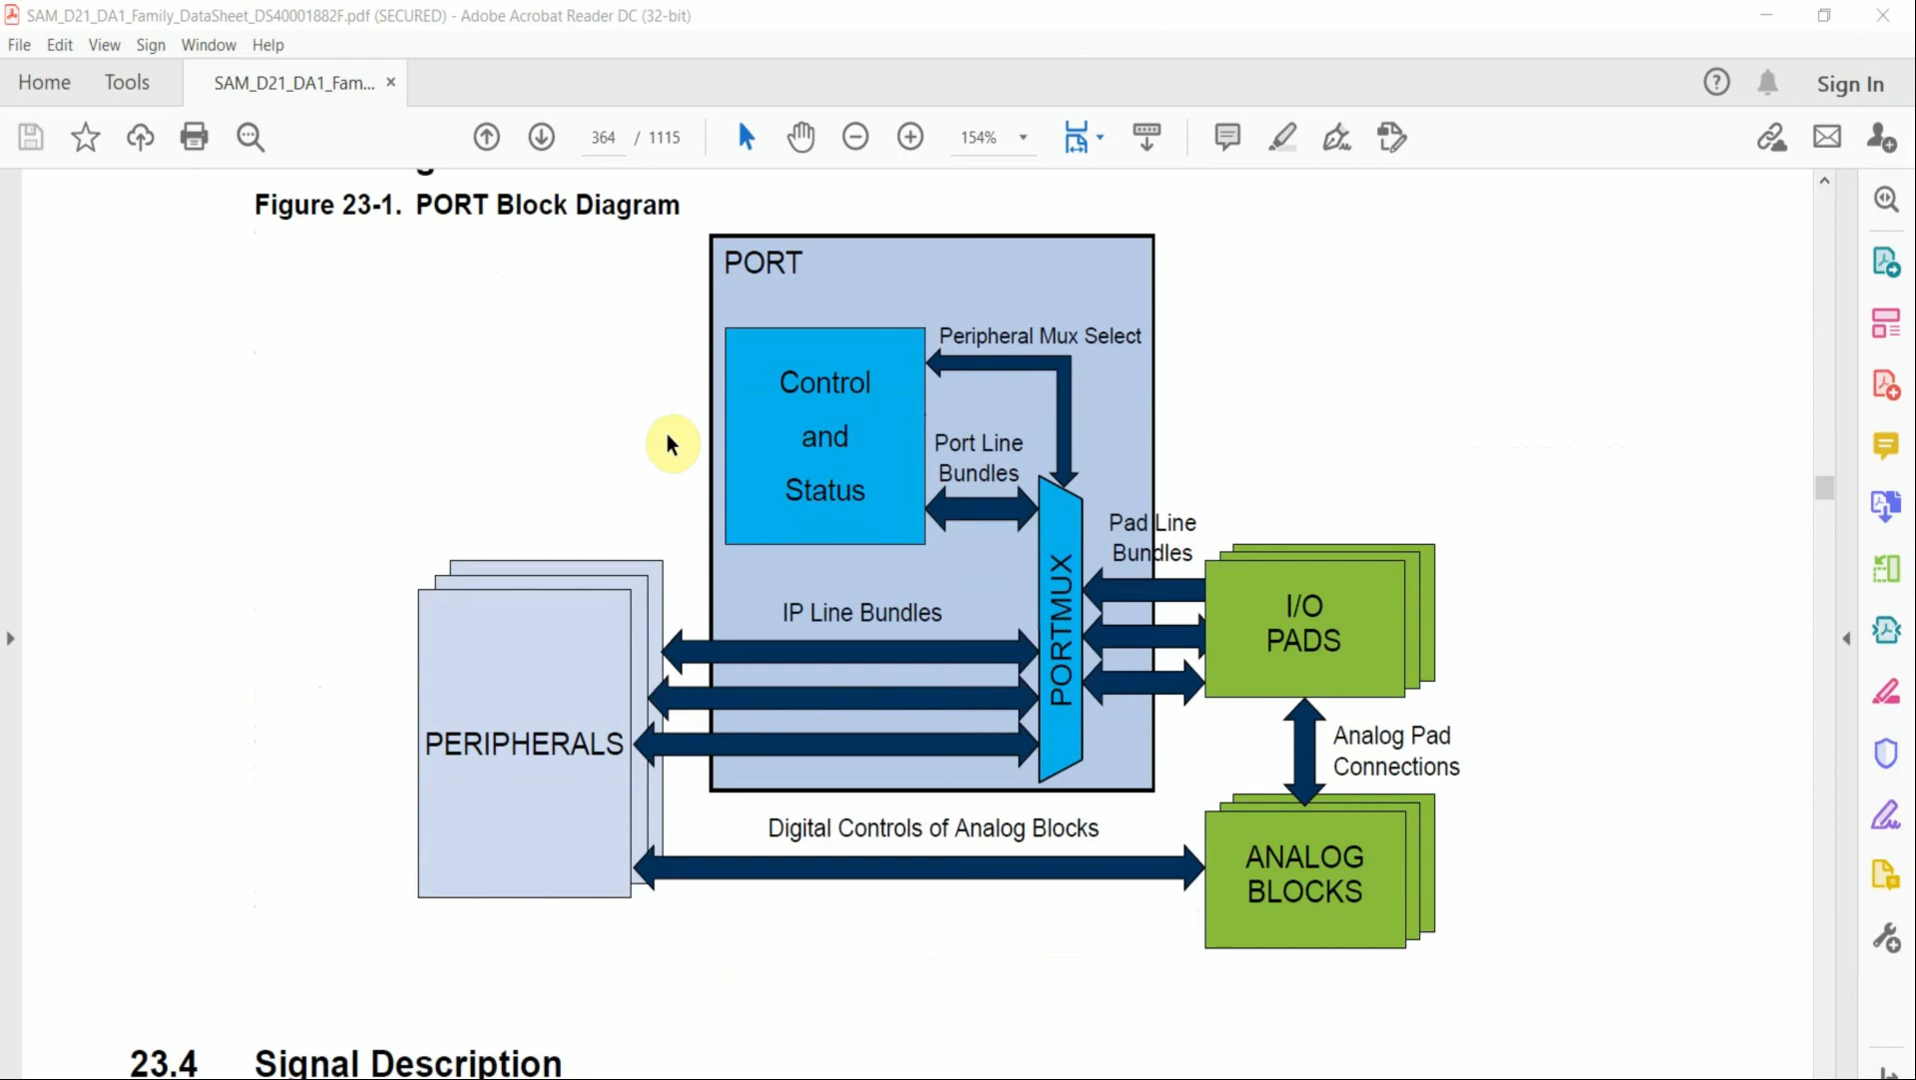 SAM_D21_DA1_Family_DataSheet_DS40001882F.pdf (SECURED) - Adobe Acrobat Reader DC (32-bit)
File Edit View Sign Window Help
Home Tools SAM_D21_DA1_Fam... × Sign In
364 / 1115 154%
Figure 23-1. PORT Block Diagram
PORT
Peripheral Mux Select
Control
and
Status
Port Line
Bundles
Pad Line
Bundles
PORTMUX
I/O
PADS
IP Line Bundles
PERIPHERALS
Analog Pad
Connections
Digital Controls of Analog Blocks
ANALOG
BLOCKS
23.4 Signal Description